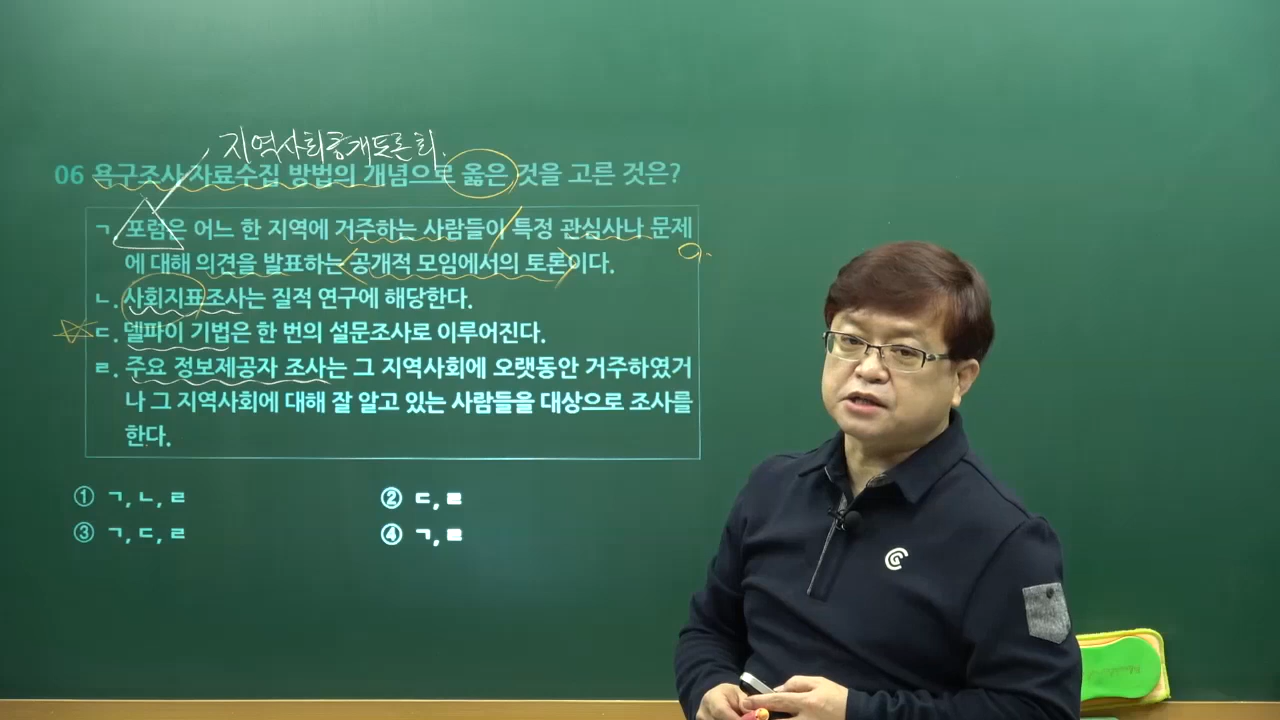 지역사회공개토론회.
06 욕구조사 자료수집 방법의 개념으로 옳은 것을 고른 것은?
ㄱ. 포럼은 어느 한 지역에 거주하는 사람들이 특정 관심사나 문제
에 대해 의견을 발표하는 공개적 모임에서의 토론이다.
ㄴ. 사회지표조사는 질적 연구에 해당한다.
ㄷ. 델파이 기법은 한 번의 설문조사로 이루어진다.
ㄹ. 주요 정보제공자 조사는 그 지역사회에 오랫동안 거주하였거
나 그 지역사회에 대해 잘 알고 있는 사람들을 대상으로 조사를
한다.
① ㄱ, ㄴ, ㄹ
② ㄷ, ㄹ
③ ㄱ, ㄷ, ㄹ
④ ㄱ, ㄹ